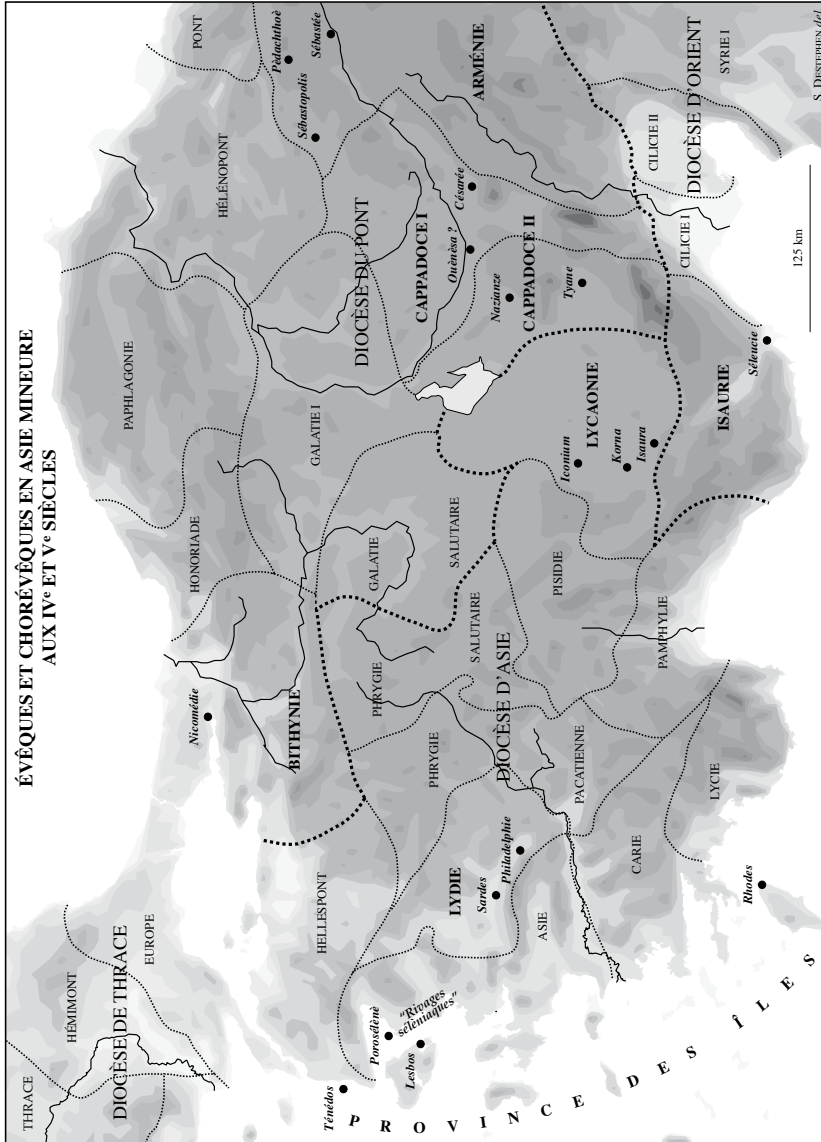 ÉVÊQUES ET CHORÉVÊQUES EN ASIE MINEURE
AUX IVe ET Ve SIÈCLES
THRACE
HÉMIMONT
DIOCÈSE DE THRACE
EUROPE
Nicomédie
BITHYNIE
HONORIADE
PAPHLAGONIE
HÉLÉNOPONT
PONT
Pédachthoè
Sébastée
Sébastopolis
ARMÉNIE
GALATIE I
DIOCÈSE DU PONT
CAPPADOCE I
Césarée
Ouènèsa ?
Nazianze
CAPPADOCE II
Tyane
GALATIE
SALUTAIRE
HELLESPONT
PHRYGIE
SALUTAIRE
PHRYGIE
PACATIENNE
DIOCÈSE D'ASIE
LYDIE
Sardes
Philadelphie
ASIE
CARIE
LYCIE
PISIDIE
PAMPHYLIE
LYCAONIE
Iconium
Korna
Isaura
ISAURIE
Séleucie
CILICIE I
CILICIE II
DIOCÈSE D'ORIENT
SYRIE I
Ténédos
Porosélènè
"Rivages
séléniaques"
Lesbos
Rhodes
PROVINCE DES ÎLES
125 km
S. DESTEPHEN del.